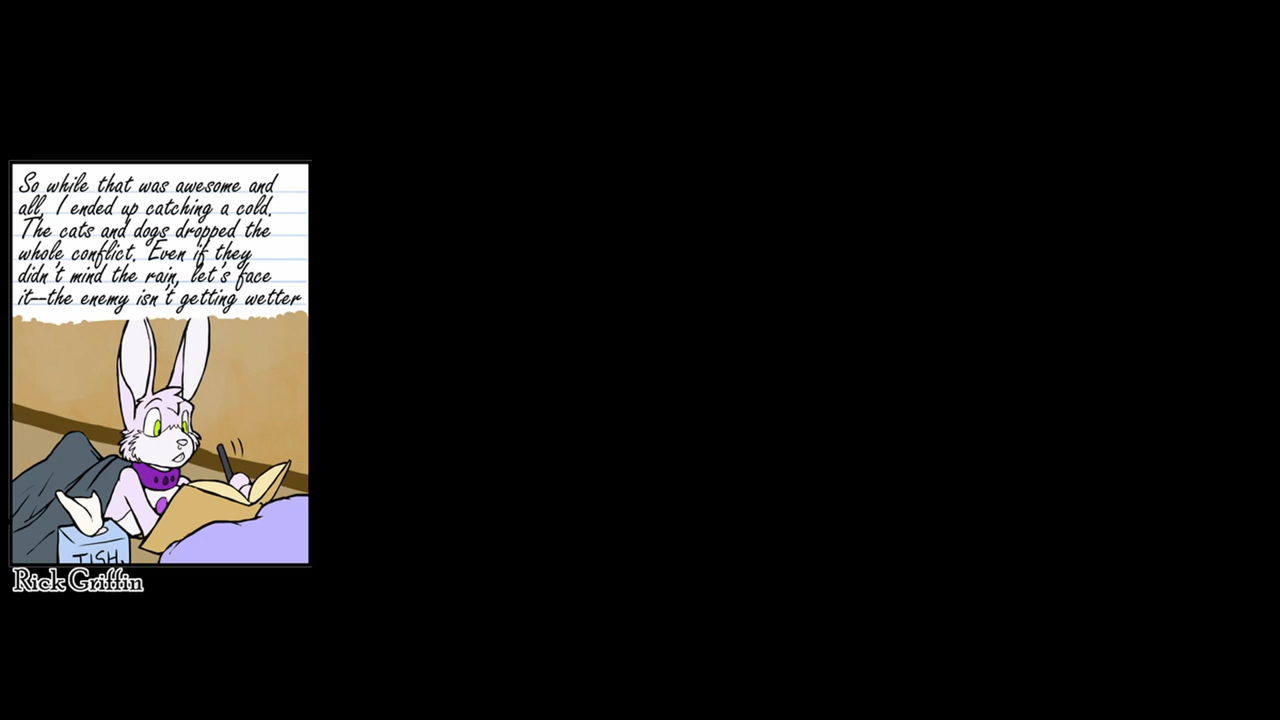 So while that was awesome and
all, I ended up catching a cold.
The cats and dogs dropped the
whole conflict. Even if they
didn't mind the rain, let's face
it--the enemy isn't getting wetter
TISH.
Rick Griffin